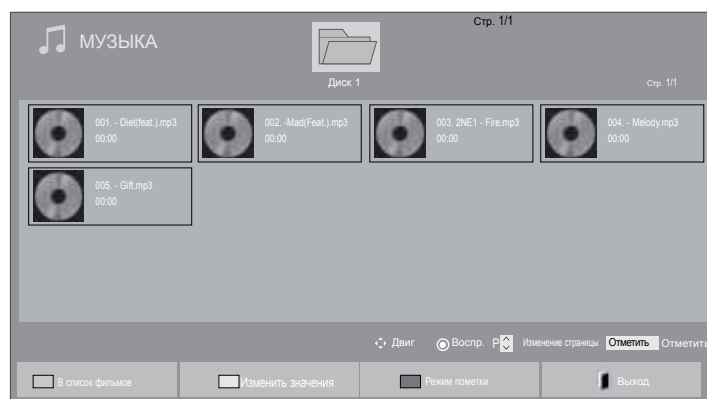 Стр. 1/1
МУЗЫКА
Диск 1
Стр. 1/1
001. - Diet(feat.).mp3
00:00
002. -Mad(Feat.).mp3
00:00
003. 2NE1 - Fire.mp3
00:00
004. - Melody.mp3
00:00
005. - Gift.mp3
00:00
Двиг Воспр. P Изменение страницы Отметить Отметить
В список фильмов Изменить значения Режим пометки Выход